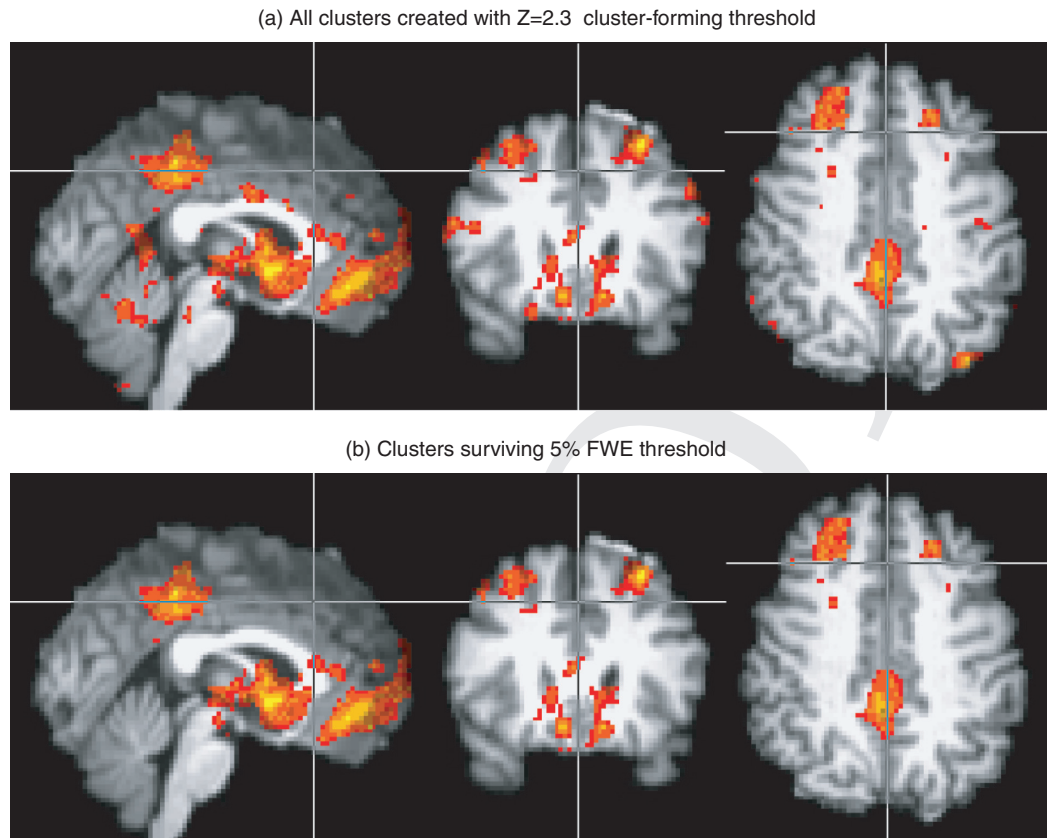 (a) All clusters created with Z=2.3 cluster-forming threshold
(b) Clusters surviving 5% FWE threshold